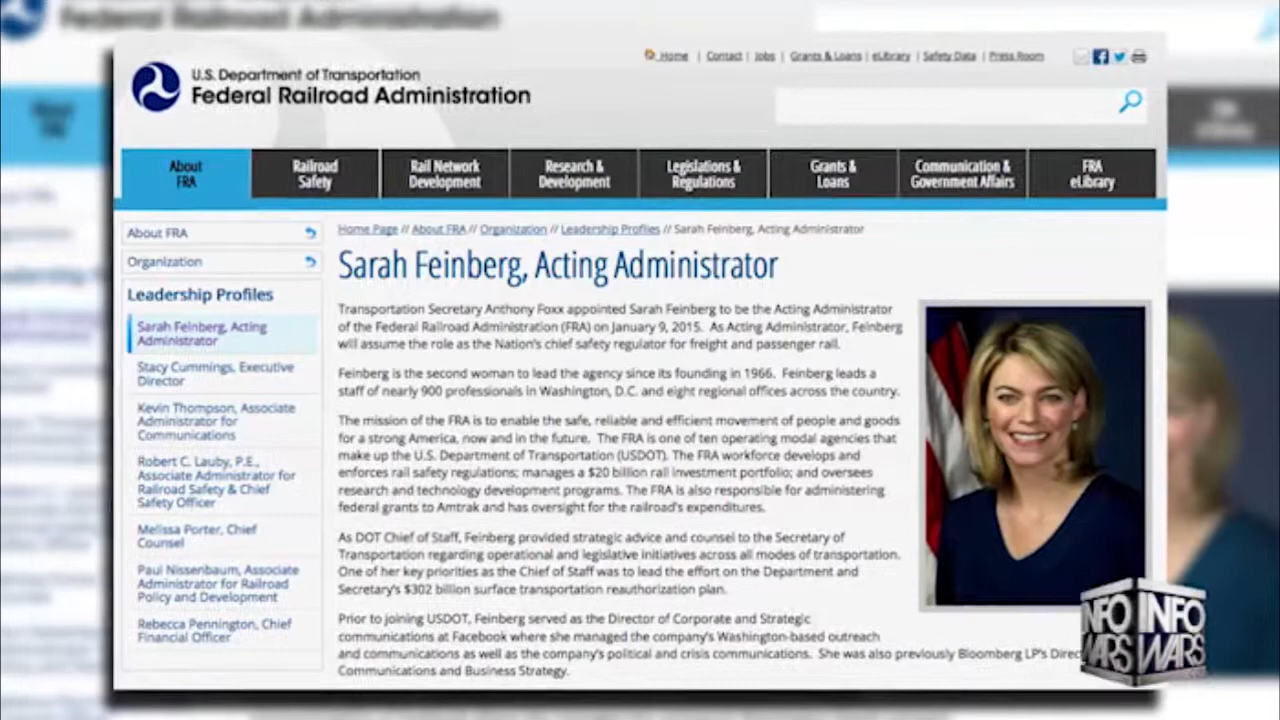 Federal Railroad Administration
Home | Contact | Jobs | Grants & Loans | eLibrary | Safety Data | Press Room
U.S. Department of Transportation
Federal Railroad Administration
About
FRA
Railroad
Safety
Rail Network
Development
Research &
Development
Legislations &
Regulations
Grants &
Loans
Communication &
Government Affairs
FRA
eLibrary
About FRA
Organization
Leadership Profiles
Sarah Feinberg, Acting
Administrator
Stacy Cummings, Executive
Director
Kevin Thompson, Associate
Administrator for
Communications
Robert C. Lauby, P.E.,
Associate Administrator for
Railroad Safety & Chief
Safety Officer
Melissa Porter, Chief
Counsel
Paul Nissenbaum, Associate
Administrator for Railroad
Policy and Development
Rebecca Pennington, Chief
Financial Officer
Home Page // About FRA // Organization // Leadership Profiles // Sarah Feinberg, Acting Administrator
Sarah Feinberg, Acting Administrator
Transportation Secretary Anthony Foxx appointed Sarah Feinberg to be the Acting Administrator
of the Federal Railroad Administration (FRA) on January 9, 2015. As Acting Administrator, Feinberg
will assume the role as the Nation's chief safety regulator for freight and passenger rail.
Feinberg is the second woman to lead the agency since its founding in 1966. Feinberg leads a
staff of nearly 900 professionals in Washington, D.C. and eight regional offices across the country.
The mission of the FRA is to enable the safe, reliable and efficient movement of people and goods
for a strong America, now and in the future. The FRA is one of ten operating modal agencies that
make up the U.S. Department of Transportation (USDOT). The FRA workforce develops and
enforces rail safety regulations; manages a $20 billion rail investment portfolio; and oversees
research and technology development programs. The FRA is also responsible for administering
federal grants to Amtrak and has oversight for the railroad's expenditures.
As DOT Chief of Staff, Feinberg provided strategic advice and counsel to the Secretary of
Transportation regarding operational and legislative initiatives across all modes of transportation.
One of her key priorities as the Chief of Staff was to lead the effort on the Department and
Secretary's $302 billion surface transportation reauthorization plan.
Prior to joining USDOT, Feinberg served as the Director of Corporate and Strategic
communications at Facebook where she managed the company's Washington-based outreach
and communications as well as the company's political and crisis communications. She was also previously Bloomberg LP's Direc
Communications and Business Strategy.
INFO
WARS
INFO
WARS